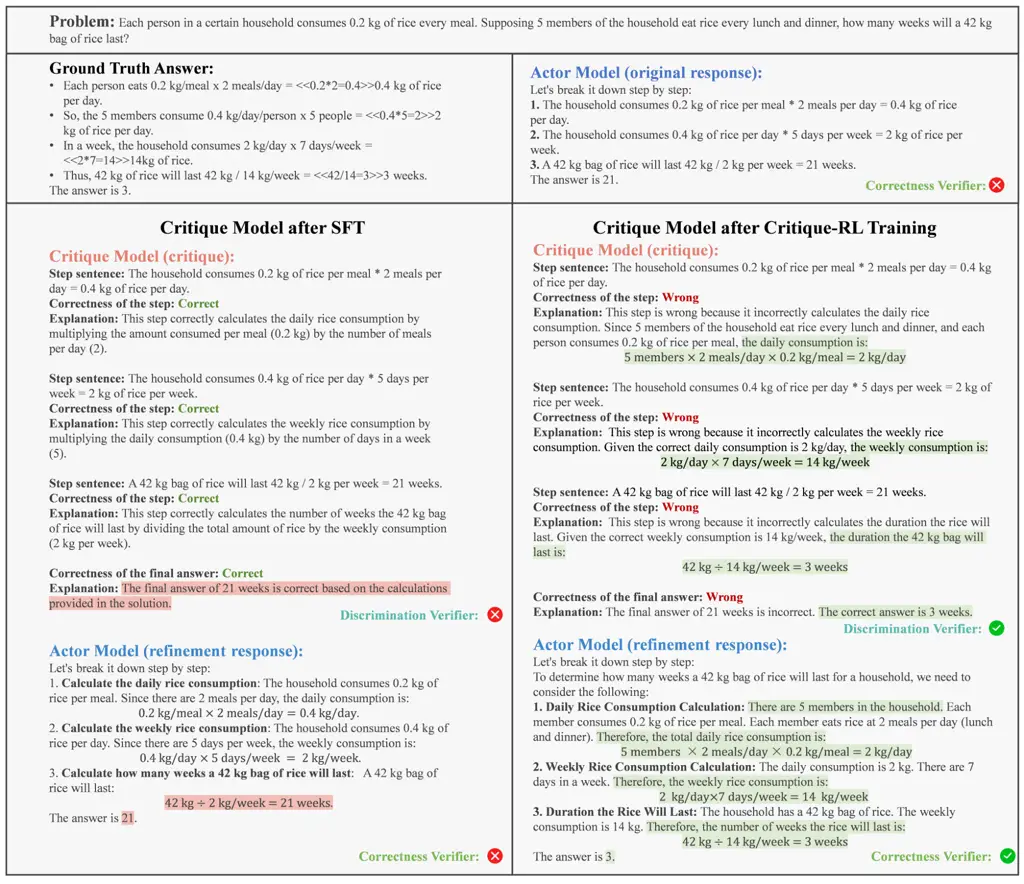 Problem: Each person in a certain household consumes 0.2 kg of rice every meal. Supposing 5 members of the household eat rice every lunch and dinner, how many weeks will a 42 kg
bag of rice last?
Ground Truth Answer:
• Each person eats 0.2 kg/meal x 2 meals/day = <<0.2*2=0.4>>0.4 kg of rice
per day.
• So, the 5 members consume 0.4 kg/day/person x 5 people = <<0.4*5=2>>2
kg of rice per day.
• In a week, the household consumes 2 kg/day x 7 days/week =
<<2*7=14>>14kg of rice.
• Thus, 42 kg of rice will last 42 kg / 14 kg/week = <<42/14=3>>3 weeks.
The answer is 3.
Actor Model (original response):
Let's break it down step by step:
1. The household consumes 0.2 kg of rice per meal * 2 meals per day = 0.4 kg of rice
per day.
2. The household consumes 0.4 kg of rice per day * 5 days per week = 2 kg of rice per
week.
3. A 42 kg bag of rice will last 42 kg / 2 kg per week = 21 weeks.
The answer is 21.
Correctness Verifier:
Critique Model after SFT
Critique Model (critique):
Step sentence: The household consumes 0.2 kg of rice per meal * 2 meals per
day = 0.4 kg of rice per day.
Correctness of the step: Correct
Explanation: This step correctly calculates the daily rice consumption by
multiplying the amount consumed per meal (0.2 kg) by the number of meals
per day (2).
Step sentence: The household consumes 0.4 kg of rice per day * 5 days per
week = 2 kg of rice per week.
Correctness of the step: Correct
Explanation: This step correctly calculates the weekly rice consumption by
multiplying the daily consumption (0.4 kg) by the number of days in a week
(5).
Step sentence: A 42 kg bag of rice will last 42 kg / 2 kg per week = 21 weeks.
Correctness of the step: Correct
Explanation: This step correctly calculates the number of weeks the 42 kg bag
of rice will last by dividing the total amount of rice by the weekly consumption
(2 kg per week).
Correctness of the final answer: Correct
Explanation: The final answer of 21 weeks is correct based on the calculations
provided in the solution.
Discrimination Verifier:
Actor Model (refinement response):
Let's break it down step by step:
1. Calculate the daily rice consumption: The household consumes 0.2 kg of
rice per meal. Since there are 2 meals per day, the daily consumption is:
0.2 kg/meal × 2 meals/day = 0.4 kg/day.
2. Calculate the weekly rice consumption: The household consumes 0.4 kg of
rice per day. Since there are 5 days per week, the weekly consumption is:
0.4 kg/day × 5 days/week = 2 kg/week.
3. Calculate how many weeks a 42 kg bag of rice will last: A 42 kg bag of
rice will last:
42 kg ÷ 2 kg/week = 21 weeks.
The answer is 21.
Correctness Verifier:
Critique Model after Critique-RL Training
Critique Model (critique):
Step sentence: The household consumes 0.2 kg of rice per meal * 2 meals per day = 0.4 kg
of rice per day.
Correctness of the step: Wrong
Explanation: This step is wrong because it incorrectly calculates the daily rice
consumption. Since 5 members of the household eat rice every lunch and dinner, and each
person consumes 0.2 kg of rice per meal, the daily consumption is:
5 members × 2 meals/day × 0.2 kg/meal = 2 kg/day
Step sentence: The household consumes 0.4 kg of rice per day * 5 days per week = 2 kg of
rice per week.
Correctness of the step: Wrong
Explanation: This step is wrong because it incorrectly calculates the weekly rice
consumption. Given the correct daily consumption is 2 kg/day, the weekly consumption is:
2 kg/day × 7 days/week = 14 kg/week
Step sentence: A 42 kg bag of rice will last 42 kg / 2 kg per week = 21 weeks.
Correctness of the step: Wrong
Explanation: This step is wrong because it incorrectly calculates the duration the rice will
last. Given the correct weekly consumption is 14 kg/week, the duration the 42 kg bag will
last is:
42 kg ÷ 14 kg/week = 3 weeks
Correctness of the final answer: Wrong
Explanation: The final answer of 21 weeks is incorrect. The correct answer is 3 weeks.
Discrimination Verifier:
Actor Model (refinement response):
Let's break it down step by step:
To determine how many weeks a 42 kg bag of rice will last for a household, we need to
consider the following:
1. Daily Rice Consumption Calculation: There are 5 members in the household. Each
member consumes 0.2 kg of rice per meal. Each member eats rice at 2 meals per day (lunch
and dinner). Therefore, the total daily rice consumption is:
5 members × 2 meals/day × 0.2 kg/meal = 2 kg/day
2. Weekly Rice Consumption Calculation: The daily consumption is 2 kg. There are 7
days in a week. Therefore, the weekly rice consumption is:
2 kg/day×7 days/week = 14 kg/week
3. Duration the Rice Will Last: The household has a 42 kg bag of rice. The weekly
consumption is 14 kg. Therefore, the number of weeks the rice will last is:
42 kg ÷ 14 kg/week = 3 weeks
The answer is 3.
Correctness Verifier: